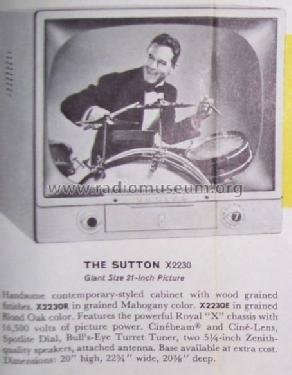 www.radiomuseum.org
THE SUTTON X2230
Giant Size 21-inch Picture
Handsome contemporary-styled cabinet with wood grained
finishes. X2230R in grained Mahogany color. X2230E in grained
Blond Oak color. Features the powerful Royal "X" chassis with
16,500 volts of picture power. Cinébeam® and Ciné-Lens,
Spotlite Dial, Bull's-Eye Turret Tuner, two 5¼-inch Zenith-
quality speakers, attached antenna. Base available at extra cost.
Dimensions: 20" high, 22¾" wide, 20⅜" deep.